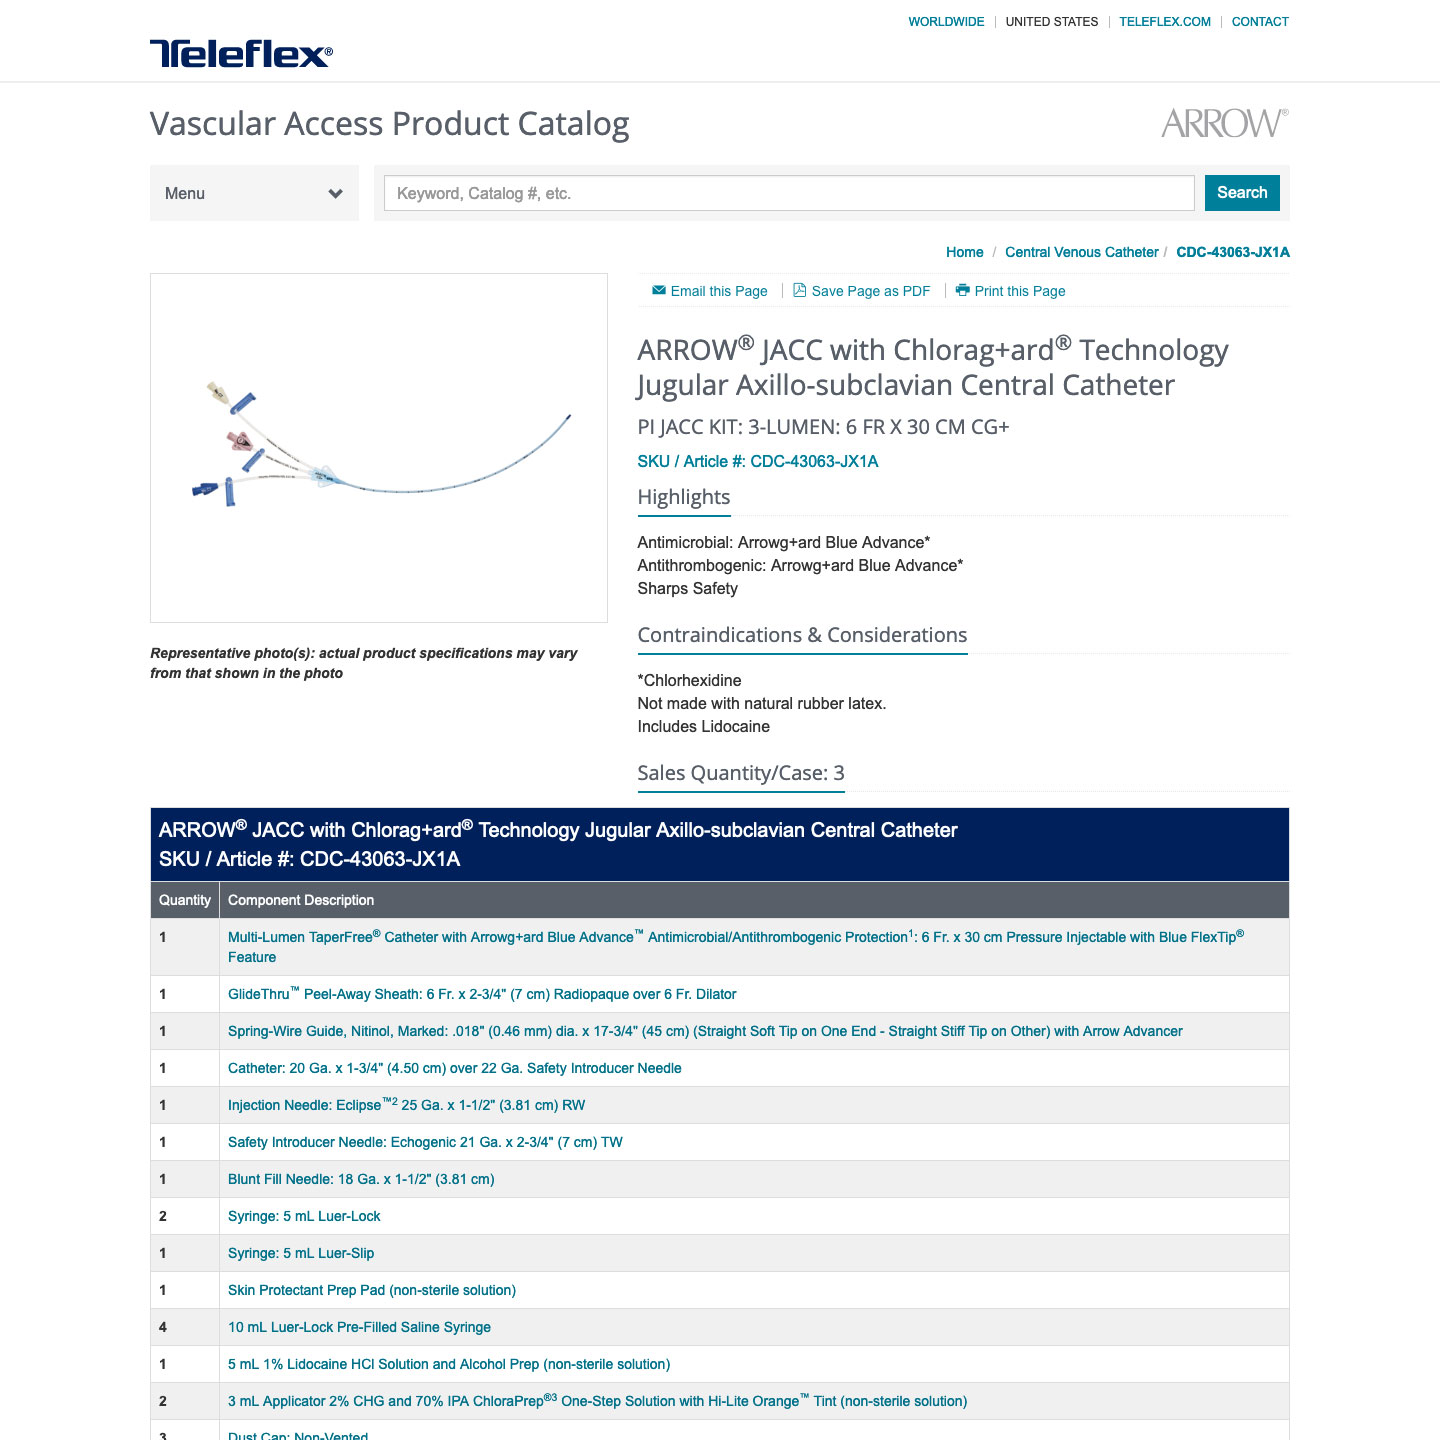 WORLDWIDE | UNITED STATES | TELEFLEX.COM | CONTACT
Teleflex®
Vascular Access Product Catalog
ARROW®
Menu
Keyword, Catalog #, etc.
Search
Home / Central Venous Catheter / CDC-43063-JX1A
Email this Page | Save Page as PDF | Print this Page
ARROW® JACC with Chlorag+ard® Technology
Jugular Axillo-subclavian Central Catheter
PI JACC KIT: 3-LUMEN: 6 FR X 30 CM CG+
SKU / Article #: CDC-43063-JX1A
Highlights
Antimicrobial: Arrowg+ard Blue Advance*
Antithrombogenic: Arrowg+ard Blue Advance*
Sharps Safety
Representative photo(s): actual product specifications may vary
from that shown in the photo
Contraindications & Considerations
*Chlorhexidine
Not made with natural rubber latex.
Includes Lidocaine
Sales Quantity/Case: 3
ARROW® JACC with Chlorag+ard® Technology Jugular Axillo-subclavian Central Catheter
SKU / Article #: CDC-43063-JX1A
Quantity Component Description
1 Multi-Lumen TaperFree® Catheter with Arrowg+ard Blue Advance™ Antimicrobial/Antithrombogenic Protection¹: 6 Fr. x 30 cm Pressure Injectable with Blue FlexTip®
Feature
1 GlideThru™ Peel-Away Sheath: 6 Fr. x 2-3/4" (7 cm) Radiopaque over 6 Fr. Dilator
1 Spring-Wire Guide, Nitinol, Marked: .018" (0.46 mm) dia. x 17-3/4" (45 cm) (Straight Soft Tip on One End - Straight Stiff Tip on Other) with Arrow Advancer
1 Catheter: 20 Ga. x 1-3/4" (4.50 cm) over 22 Ga. Safety Introducer Needle
1 Injection Needle: Eclipse™² 25 Ga. x 1-1/2" (3.81 cm) RW
1 Safety Introducer Needle: Echogenic 21 Ga. x 2-3/4" (7 cm) TW
1 Blunt Fill Needle: 18 Ga. x 1-1/2" (3.81 cm)
2 Syringe: 5 mL Luer-Lock
1 Syringe: 5 mL Luer-Slip
1 Skin Protectant Prep Pad (non-sterile solution)
4 10 mL Luer-Lock Pre-Filled Saline Syringe
1 5 mL 1% Lidocaine HCl Solution and Alcohol Prep (non-sterile solution)
2 3 mL Applicator 2% CHG and 70% IPA ChloraPrep®³ One-Step Solution with Hi-Lite Orange™ Tint (non-sterile solution)
3 Dust Cap: Non-Vented